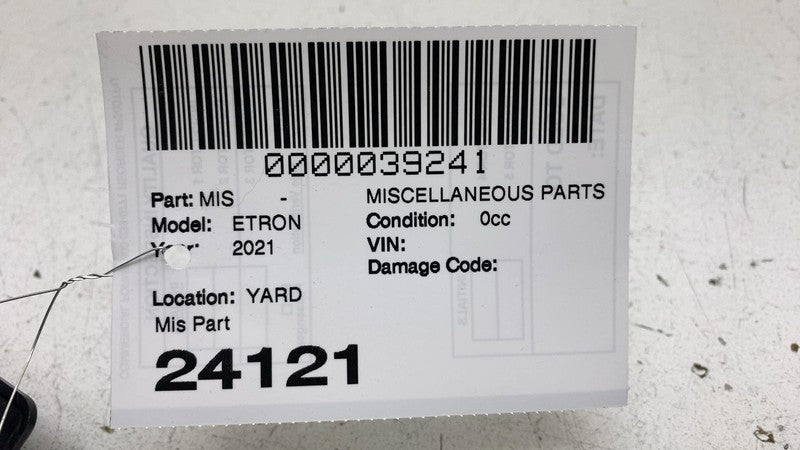 0000039241
Part: MIS - MISCELLANEOUS PARTS
Model: ETRON Condition: 0cc
Year: 2021 VIN:
Damage Code:
Location: YARD
Mis Part
24121